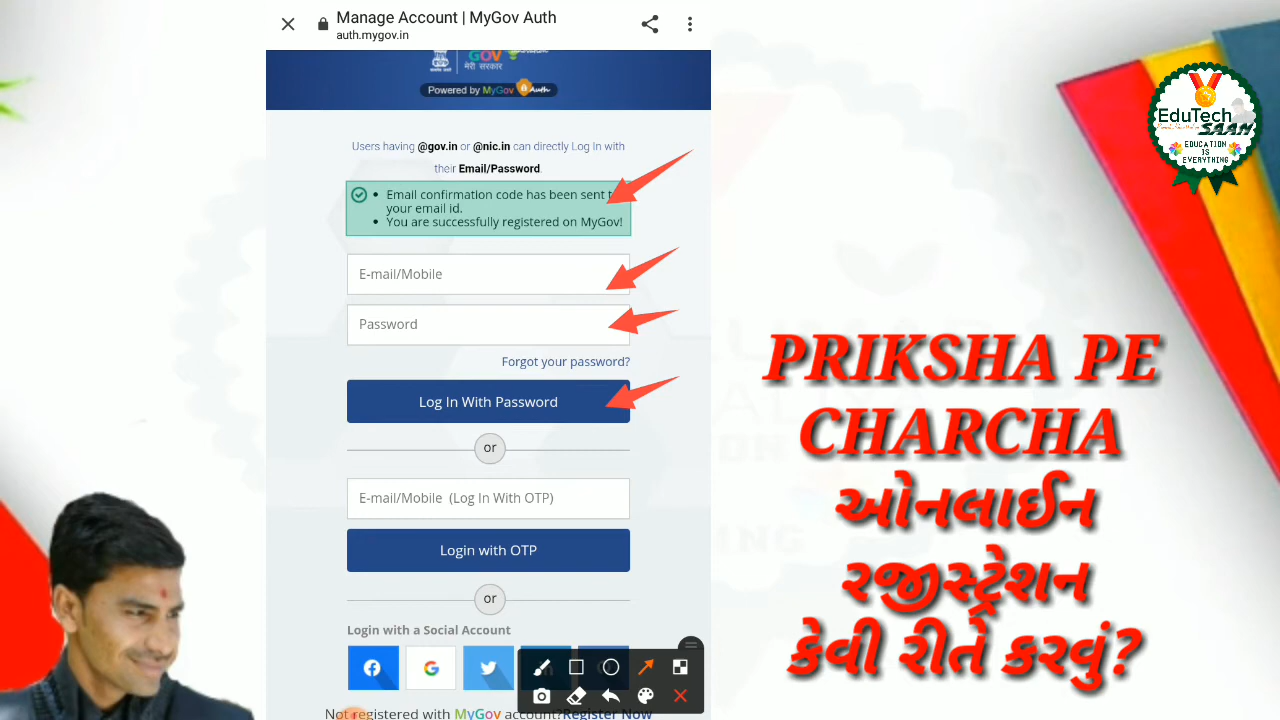 Manage Account | MyGov Auth
auth.mygov.in
GOV
मेरी सरकार
Powered by MyGov Auth
Users having @gov.in or @nic.in can directly Log In with
their Email/Password.
Email confirmation code has been sent
your email id.
You are successfully registered on MyGov!
E-mail/Mobile
Password
Forgot your password?
Log In With Password
or
E-mail/Mobile (Log In With OTP)
Login with OTP
or
Login with a Social Account
Not registered with MyGov account? Register Now
EduTech
SAAN
EDUCATION
IS
EVERYTHING
PRIKSHA PE
CHARCHA
ઓનલાઈન
રજીસ્ટ્રેશન
કેવી રીતે કરવું?